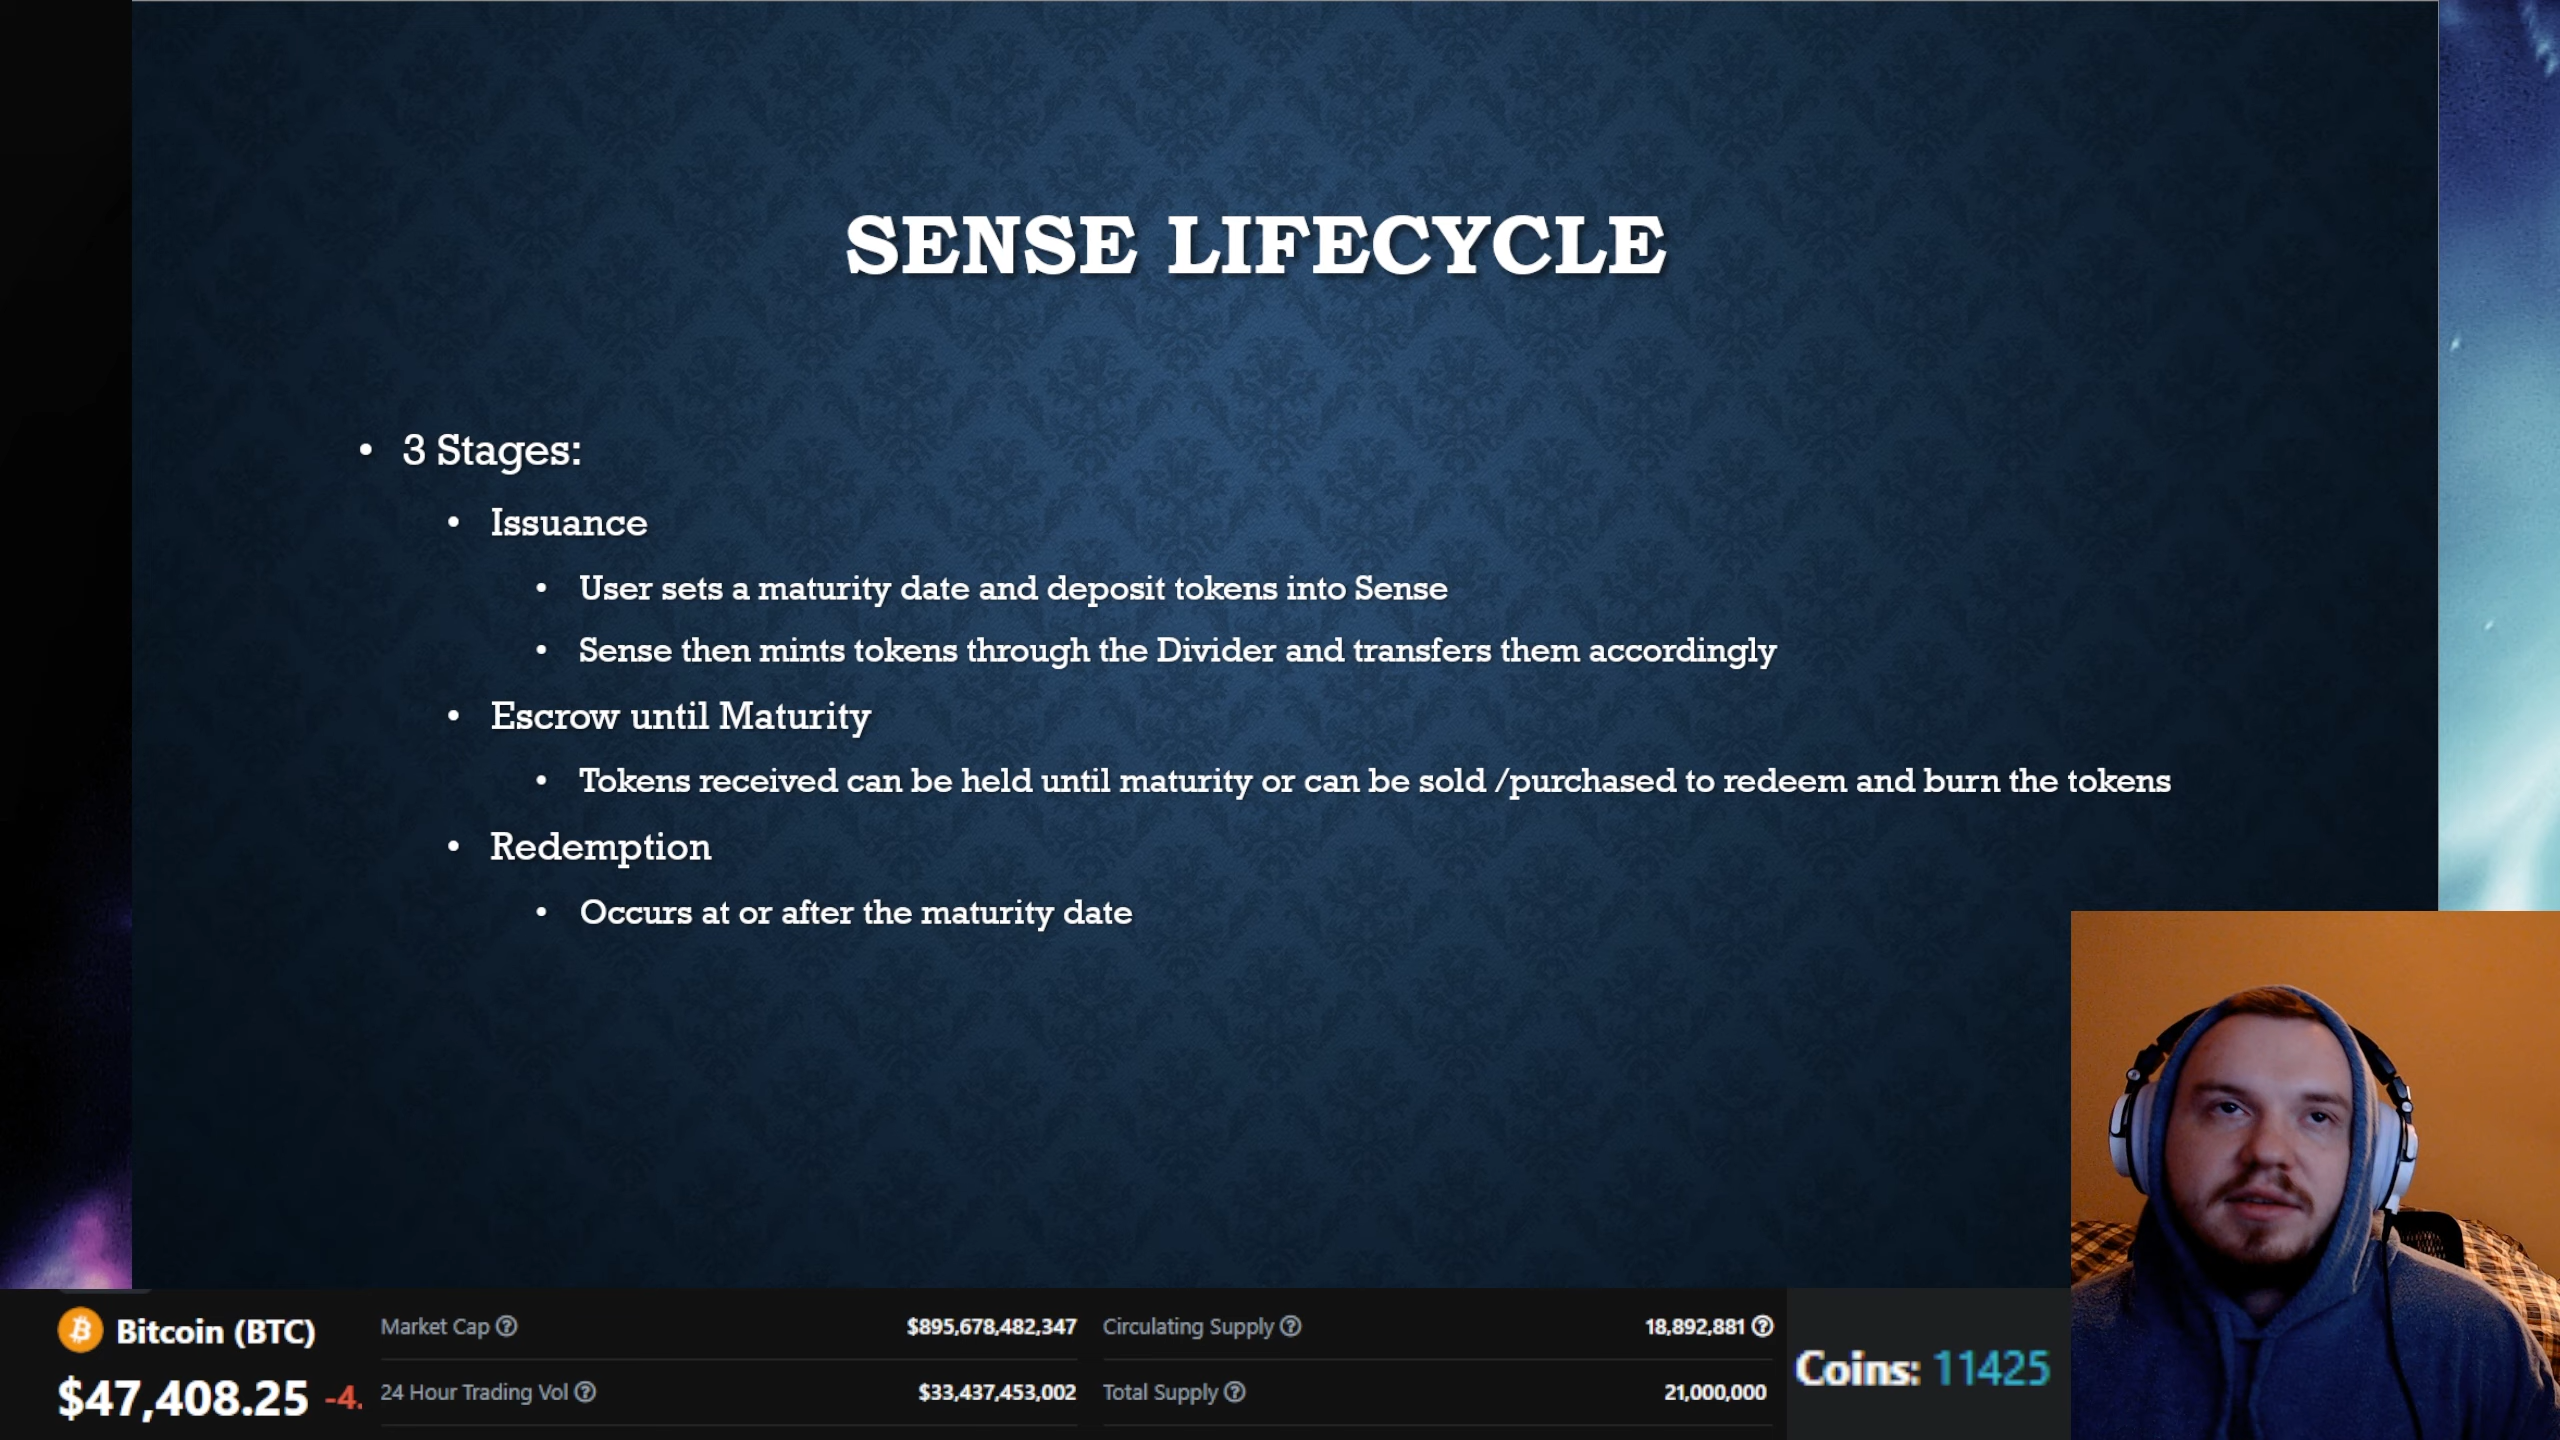 SENSE LIFECYCLE
• 3 Stages:
• Issuance
• User sets a maturity date and deposit tokens into Sense
• Sense then mints tokens through the Divider and transfers them accordingly
• Escrow until Maturity
• Tokens received can be held until maturity or can be sold /purchased to redeem and burn the tokens
• Redemption
• Occurs at or after the maturity date
Bitcoin (BTC)
$47,408.25 -4.
Market Cap ? $895,678,482,347
24 Hour Trading Vol ? $33,437,453,002
Circulating Supply ? 18,892,881 ?
Total Supply ? 21,000,000
Coins: 11425